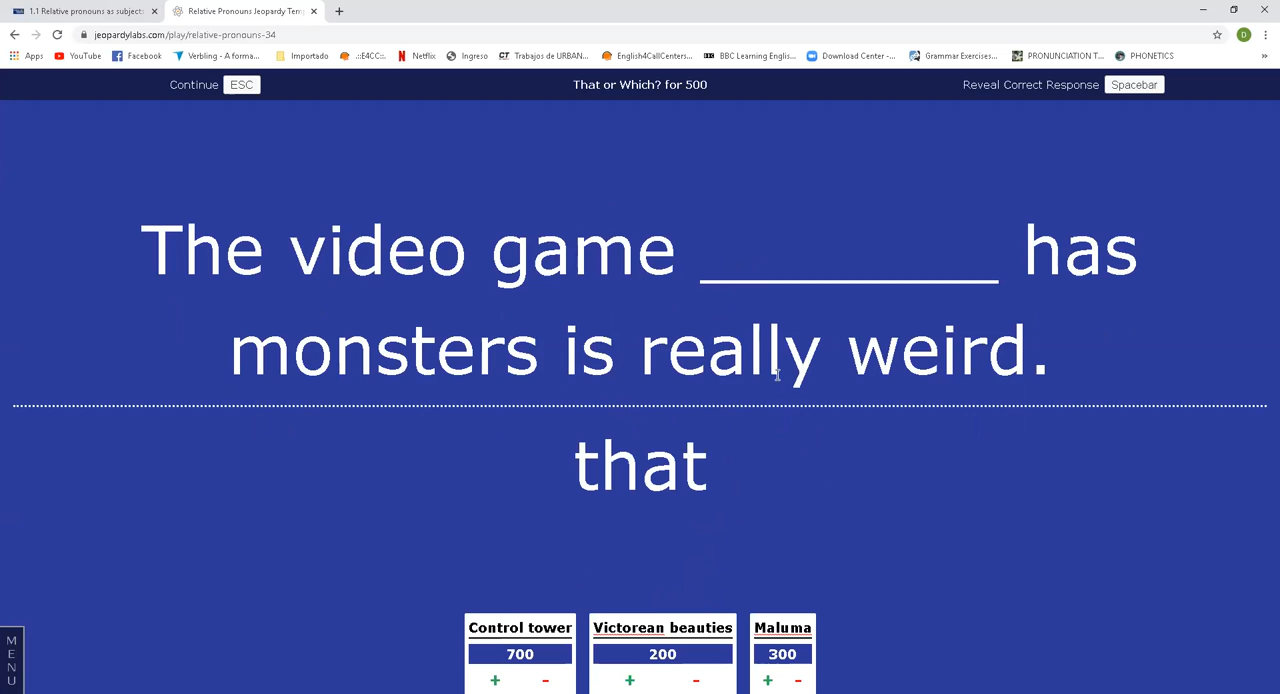 1.1 Relative pronouns as subject: × Relative Pronouns Jeopardy Tem × +
jeopardylabs.com/play/relative-pronouns-34 D
Apps YouTube Facebook Verbling - A forma... Importado .::E4CC::. Netflix Ingreso CT Trabajos de URBAN... English4CallCenters... BBC Learning Englis... Download Center -... Grammar Exercises... PRONUNCIATION T... PHONETICS »
Continue ESC That or Which? for 500 Reveal Correct Response Spacebar
The video game __________ has
monsters is really weird.
that
MENU
Control tower Victorean beauties Maluma
700 200 300
+ - + - + -